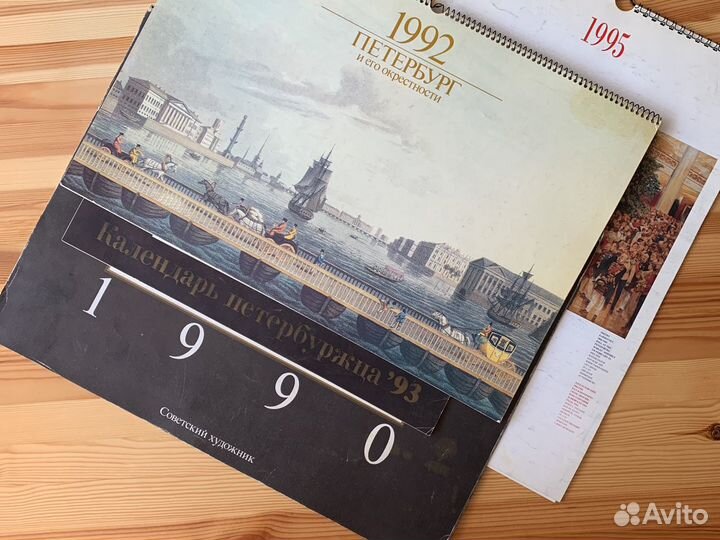 1992
ПЕТЕРБУРГ
и его окрестности
1995
Календарь петербуржца '93
1990
Советский художник
Avito